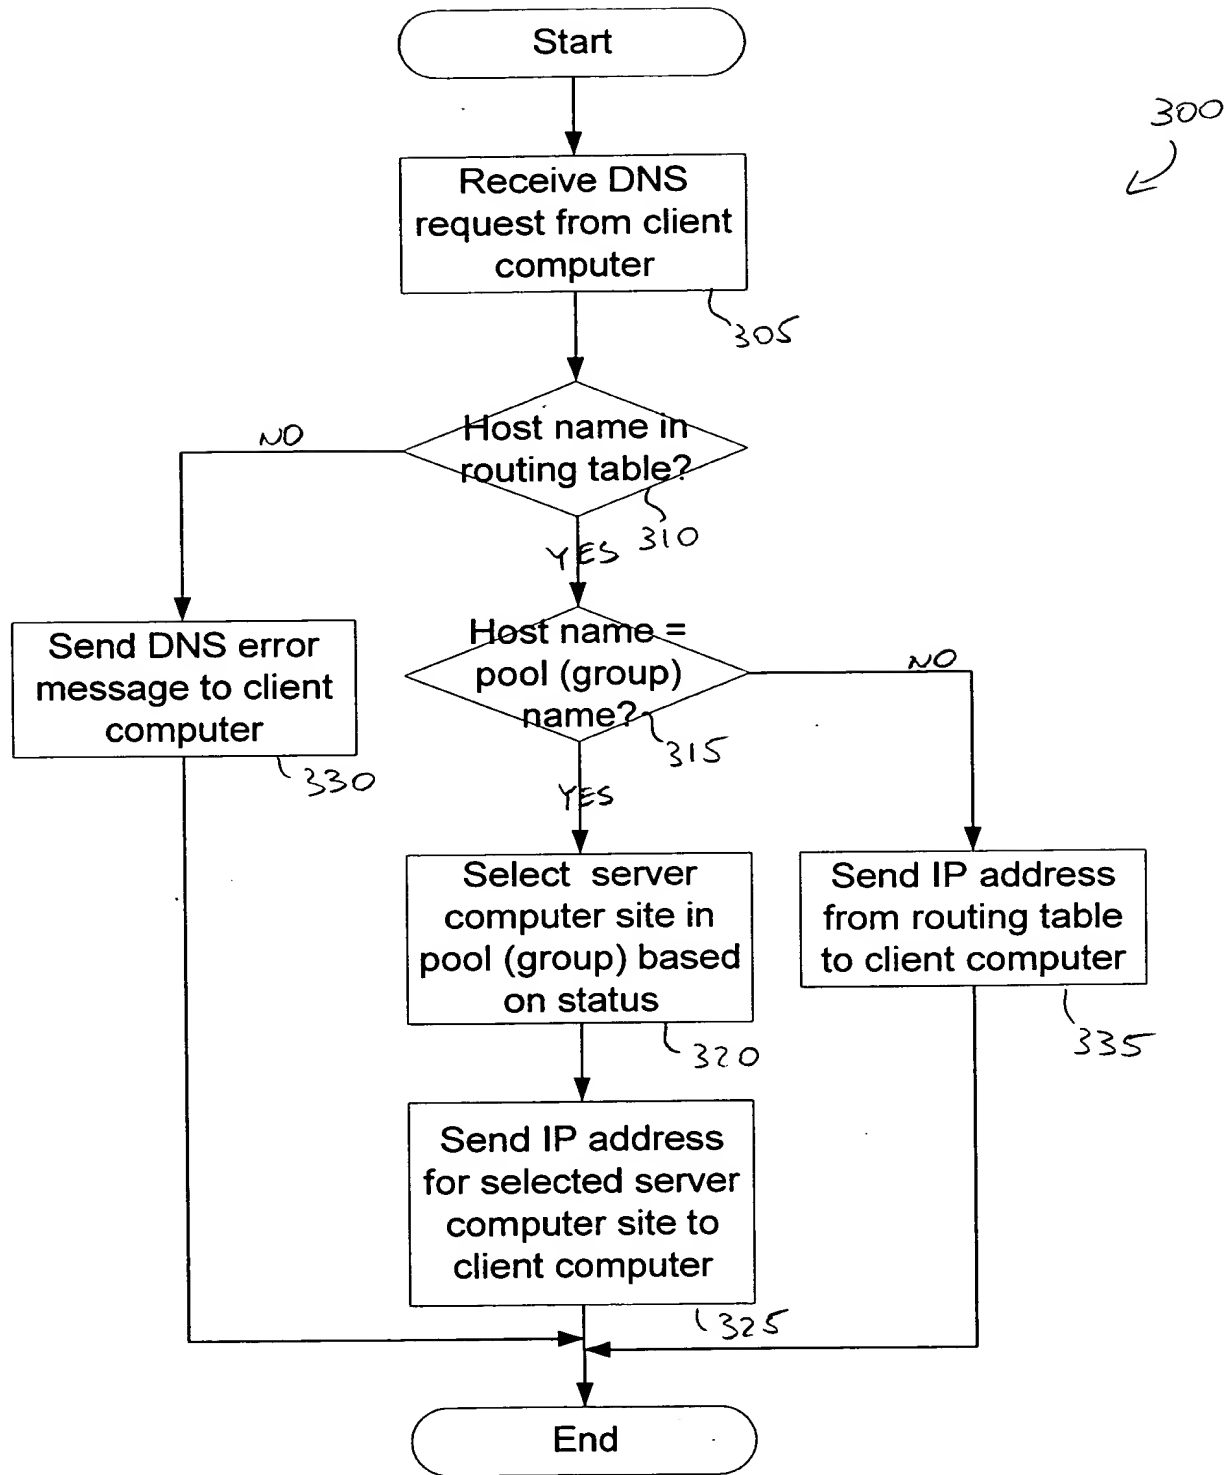 Start
300
Receive DNS
request from client
computer
305
Host name in
routing table?
310
NO
YES
Send DNS error
message to client
computer
330
Host name =
pool (group)
name?
315
NO
YES
Select server
computer site in
pool (group) based
on status
320
Send IP address
from routing table
to client computer
335
Send IP address
for selected server
computer site to
client computer
325
End